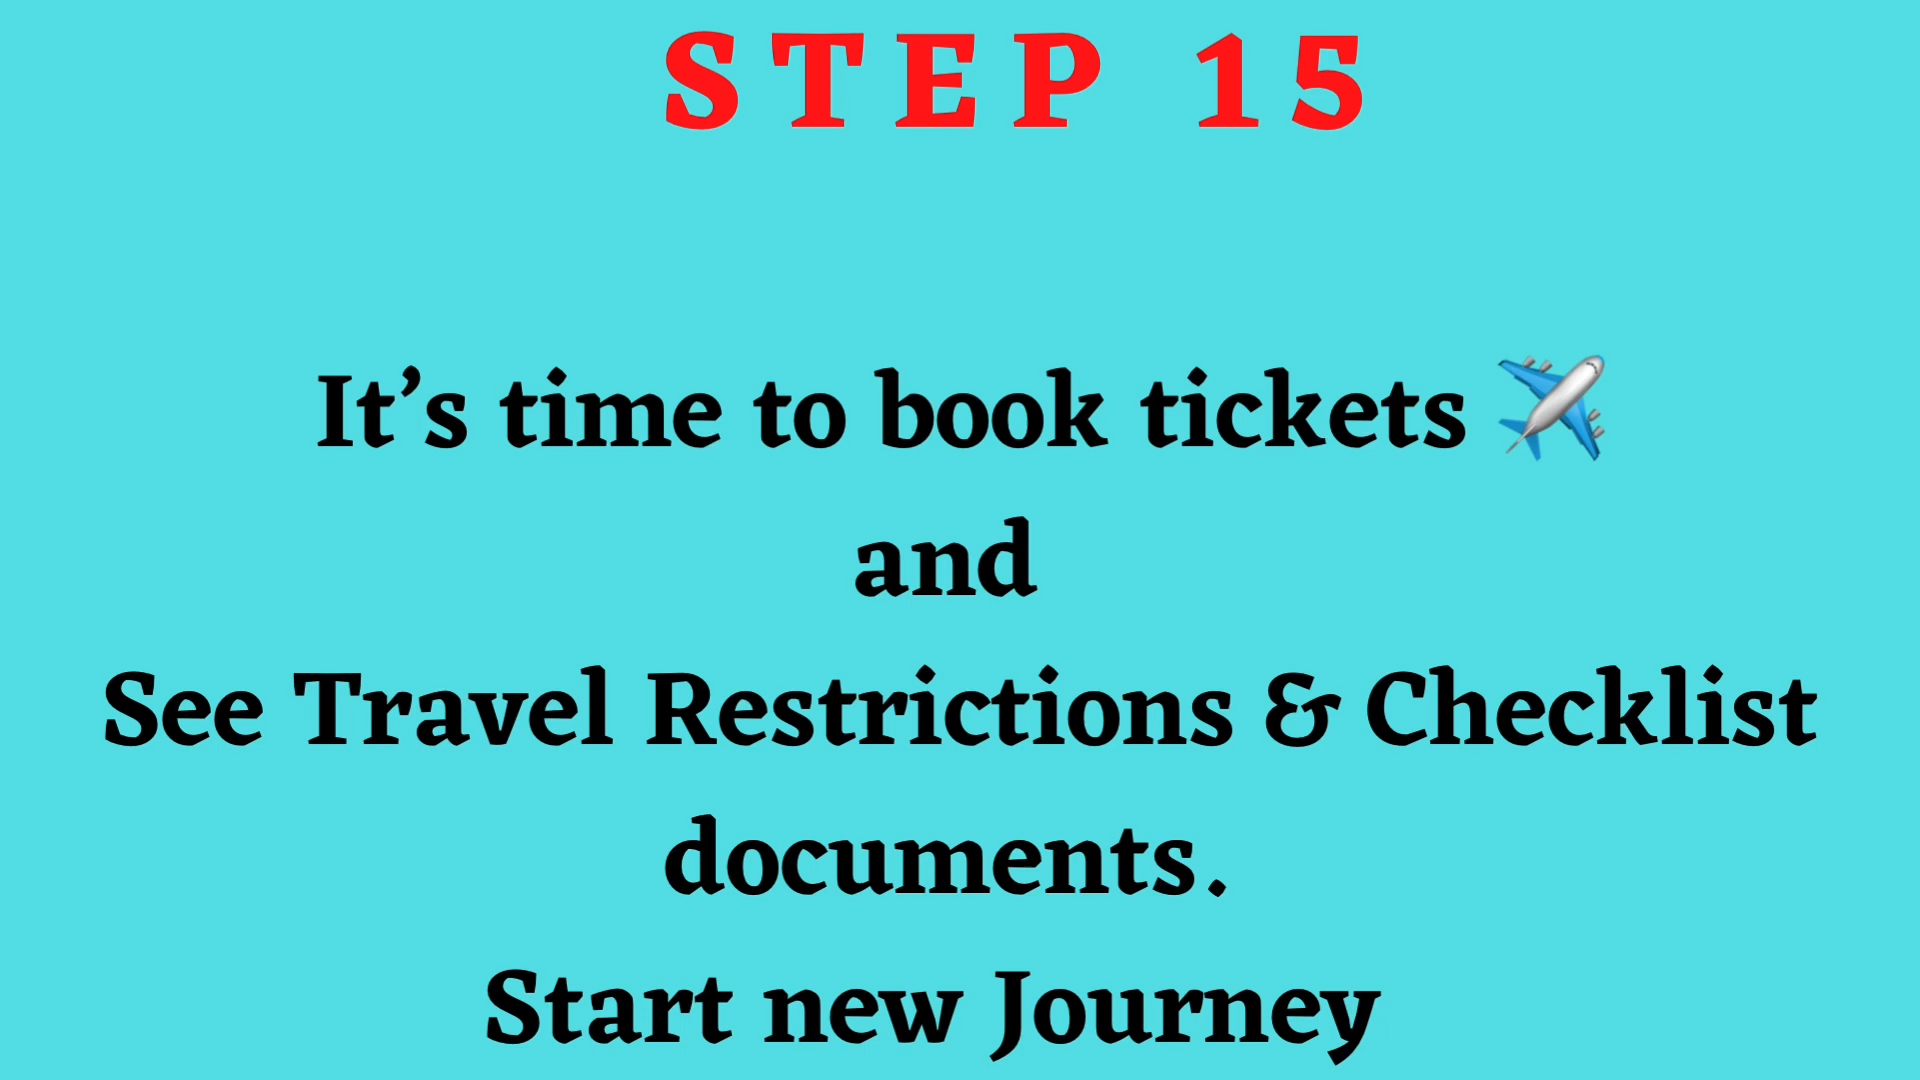 STEP 15
It’s time to book tickets ✈️
and
See Travel Restrictions & Checklist
documents.
Start new Journey